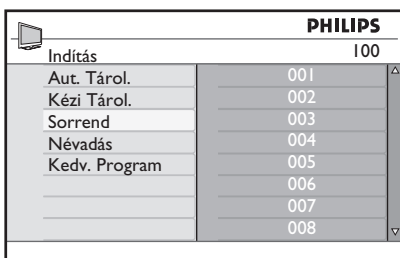 PHILIPS
Indítás 100
Aut. Tárol. 001
Kézi Tárol. 002
Sorrend 003
Névadás 004
Kedv. Program 005
006
007
008